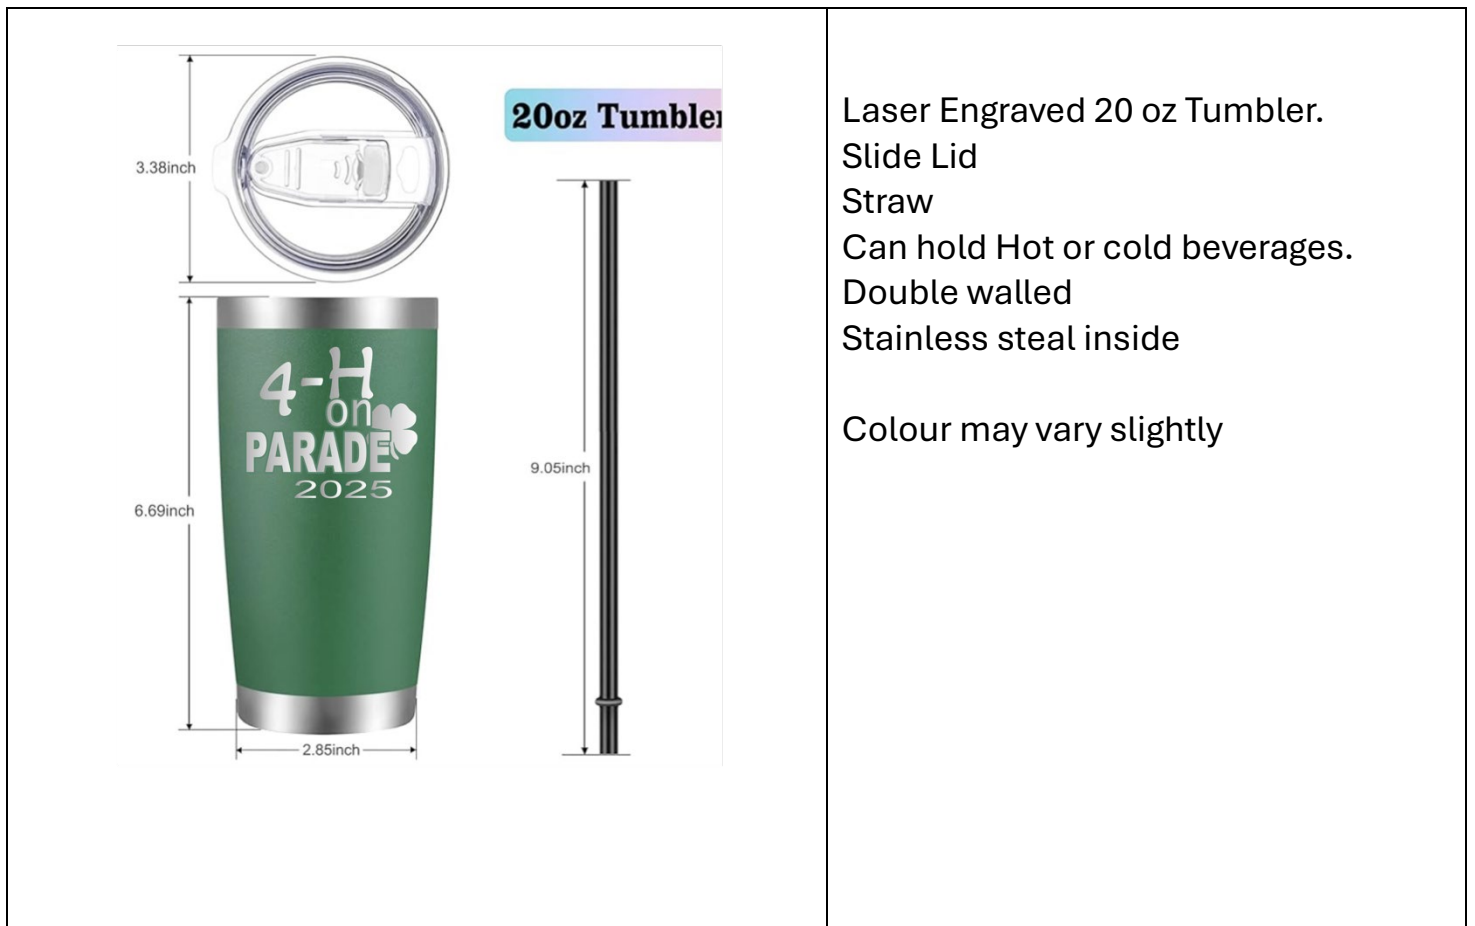 3.38inch
20oz Tumbler
6.69inch
4-H
on
PARADE
2025
2.85inch
9.05inch
Laser Engraved 20 oz Tumbler.
Slide Lid
Straw
Can hold Hot or cold beverages.
Double walled
Stainless steal inside
Colour may vary slightly